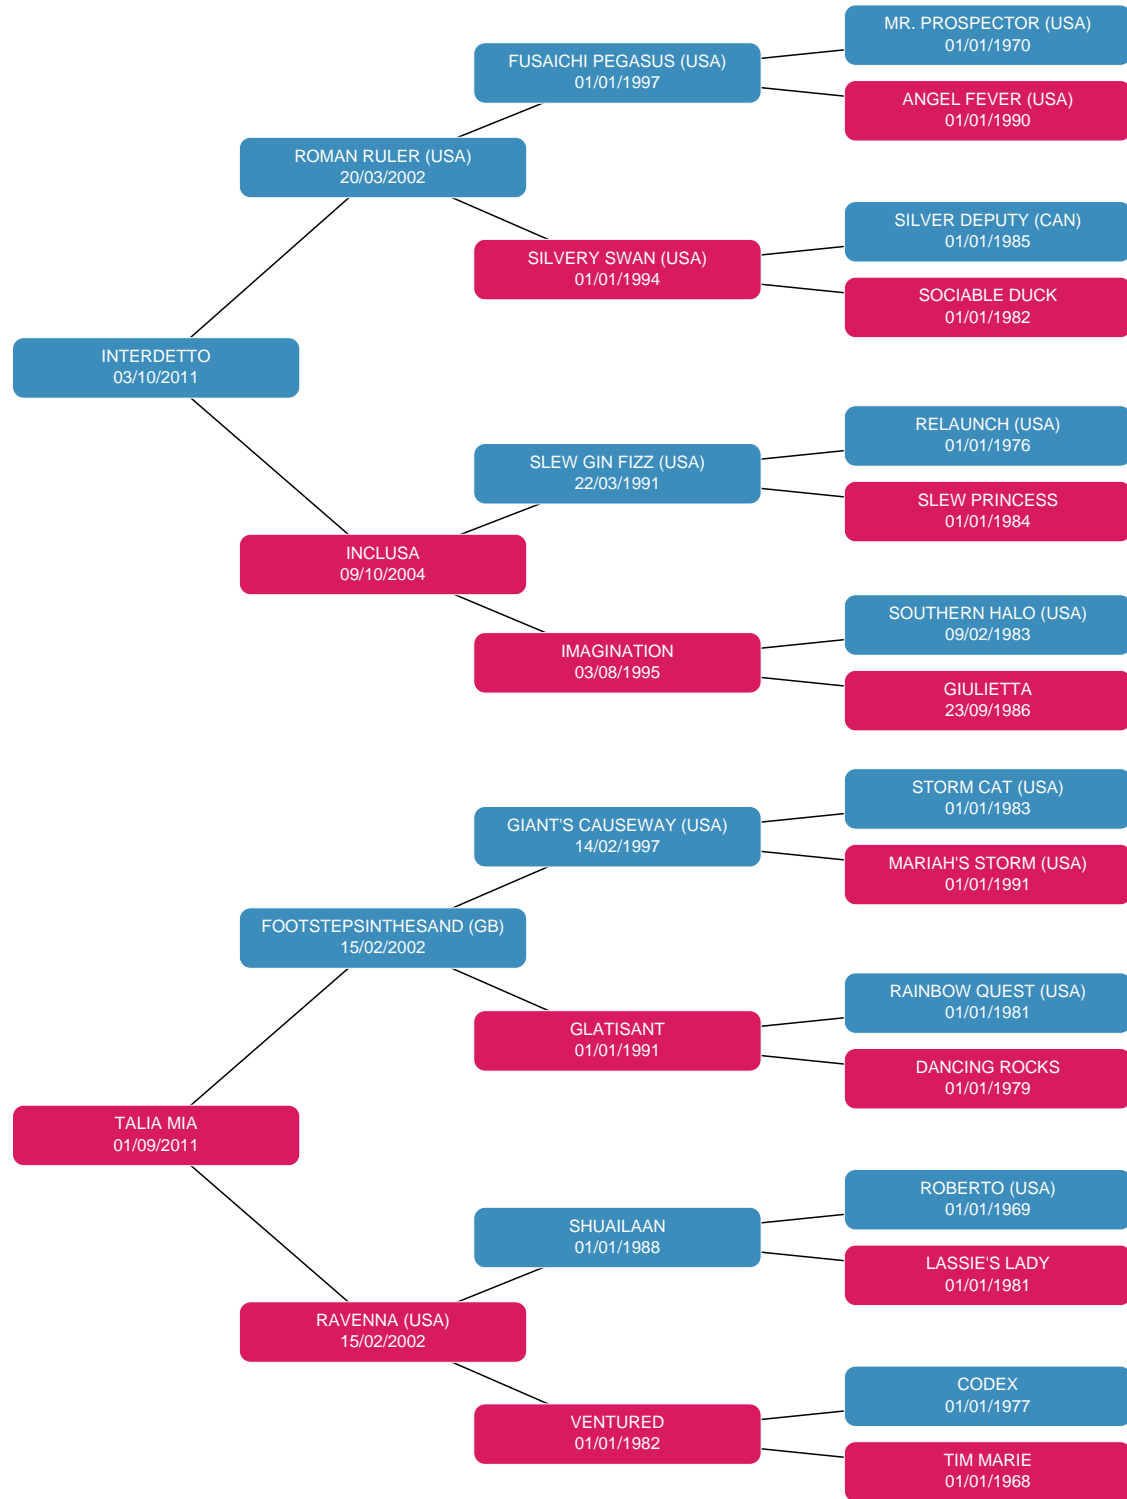 MR. PROSPECTOR (USA)
01/01/1970
FUSAICHI PEGASUS (USA)
01/01/1997
ANGEL FEVER (USA)
01/01/1990
ROMAN RULER (USA)
20/03/2002
SILVER DEPUTY (CAN)
01/01/1985
SILVERY SWAN (USA)
01/01/1994
SOCIABLE DUCK
01/01/1982
INTERDETTO
03/10/2011
RELAUNCH (USA)
01/01/1976
SLEW GIN FIZZ (USA)
22/03/1991
SLEW PRINCESS
01/01/1984
INCLUSA
09/10/2004
SOUTHERN HALO (USA)
09/02/1983
IMAGINATION
03/08/1995
GIULIETTA
23/09/1986
STORM CAT (USA)
01/01/1983
GIANT'S CAUSEWAY (USA)
14/02/1997
MARIAH'S STORM (USA)
01/01/1991
FOOTSTEPSINTHESAND (GB)
15/02/2002
RAINBOW QUEST (USA)
01/01/1981
GLATISANT
01/01/1991
DANCING ROCKS
01/01/1979
TALIA MIA
01/09/2011
ROBERTO (USA)
01/01/1969
SHUAILAAN
01/01/1988
LASSIE'S LADY
01/01/1981
RAVENNA (USA)
15/02/2002
CODEX
01/01/1977
VENTURED
01/01/1982
TIM MARIE
01/01/1968